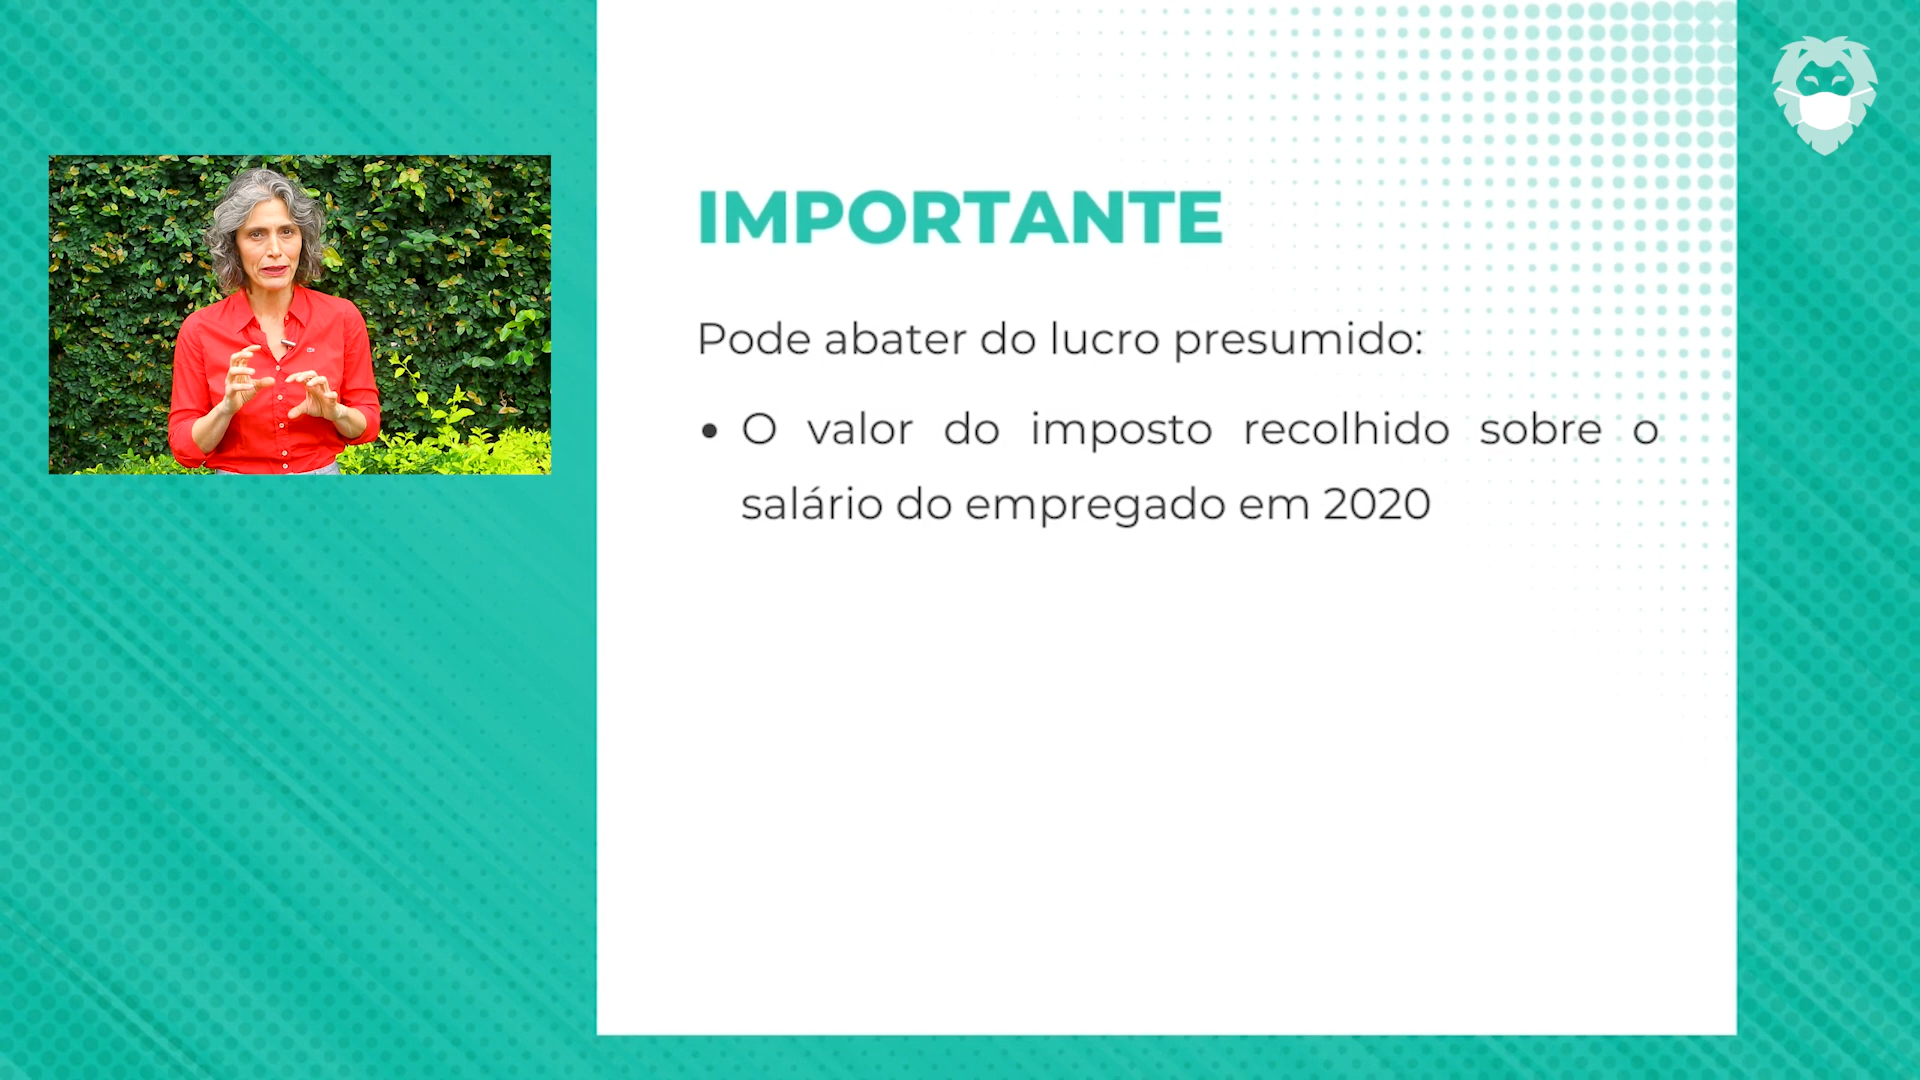 IMPORTANTE
Pode abater do lucro presumido:
• O valor do imposto recolhido sobre o
salário do empregado em 2020